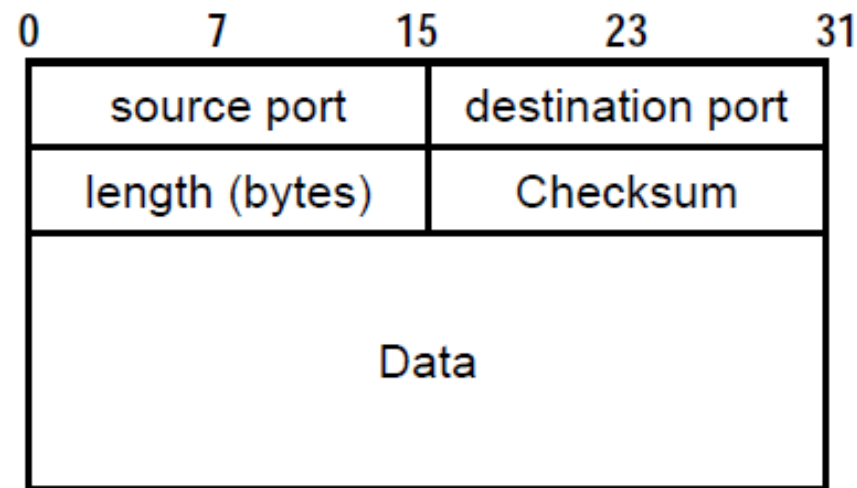 0 7 15 23 31
source port destination port
length (bytes) Checksum
Data